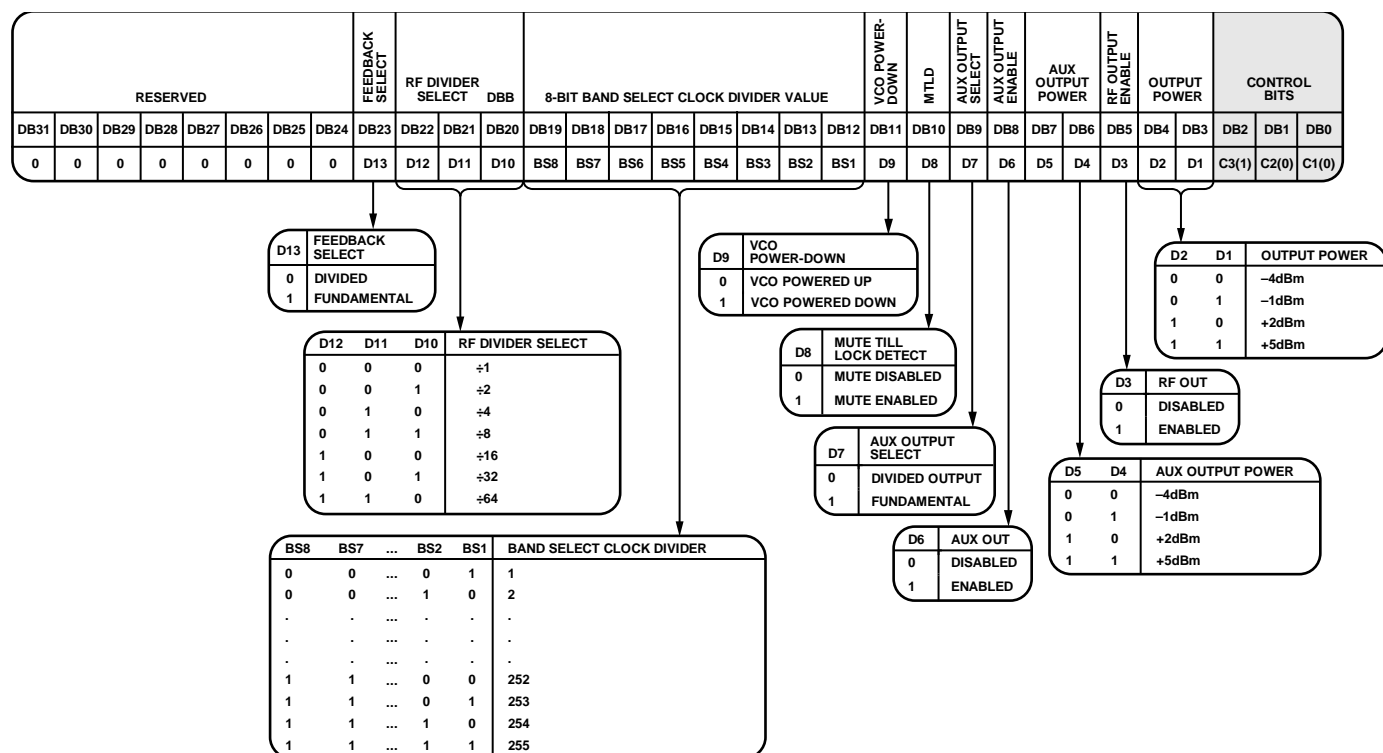 RESERVED
FEEDBACK SELECT
RF DIVIDER SELECT DBB
8-BIT BAND SELECT CLOCK DIVIDER VALUE
VCO POWER-DOWN
MTLD
AUX OUTPUT SELECT
AUX OUTPUT ENABLE
AUX OUTPUT POWER
RF OUTPUT ENABLE
OUTPUT POWER
CONTROL BITS
DB31 DB30 DB29 DB28 DB27 DB26 DB25 DB24 DB23 DB22 DB21 DB20 DB19 DB18 DB17 DB16 DB15 DB14 DB13 DB12 DB11 DB10 DB9 DB8 DB7 DB6 DB5 DB4 DB3 DB2 DB1 DB0
0 0 0 0 0 0 0 0 D13 D12 D11 D10 BS8 BS7 BS6 BS5 BS4 BS3 BS2 BS1 D9 D8 D7 D6 D5 D4 D3 D2 D1 C3(1) C2(0) C1(0)
D13 FEEDBACK SELECT
0 DIVIDED
1 FUNDAMENTAL
D9 VCO POWER-DOWN
0 VCO POWERED UP
1 VCO POWERED DOWN
D2 D1 OUTPUT POWER
0 0 –4dBm
0 1 –1dBm
1 0 +2dBm
1 1 +5dBm
D12 D11 D10 RF DIVIDER SELECT
0 0 0 ÷1
0 0 1 ÷2
0 1 0 ÷4
0 1 1 ÷8
1 0 0 ÷16
1 0 1 ÷32
1 1 0 ÷64
D8 MUTE TILL LOCK DETECT
0 MUTE DISABLED
1 MUTE ENABLED
D3 RF OUT
0 DISABLED
1 ENABLED
D7 AUX OUTPUT SELECT
0 DIVIDED OUTPUT
1 FUNDAMENTAL
D5 D4 AUX OUTPUT POWER
0 0 –4dBm
0 1 –1dBm
1 0 +2dBm
1 1 +5dBm
D6 AUX OUT
0 DISABLED
1 ENABLED
BS8 BS7 ... BS2 BS1 BAND SELECT CLOCK DIVIDER
0 0 ... 0 1 1
0 0 ... 1 0 2
. . ... . . .
. . ... . . .
. . ... . . .
1 1 ... 0 0 252
1 1 ... 0 1 253
1 1 ... 1 0 254
1 1 ... 1 1 255